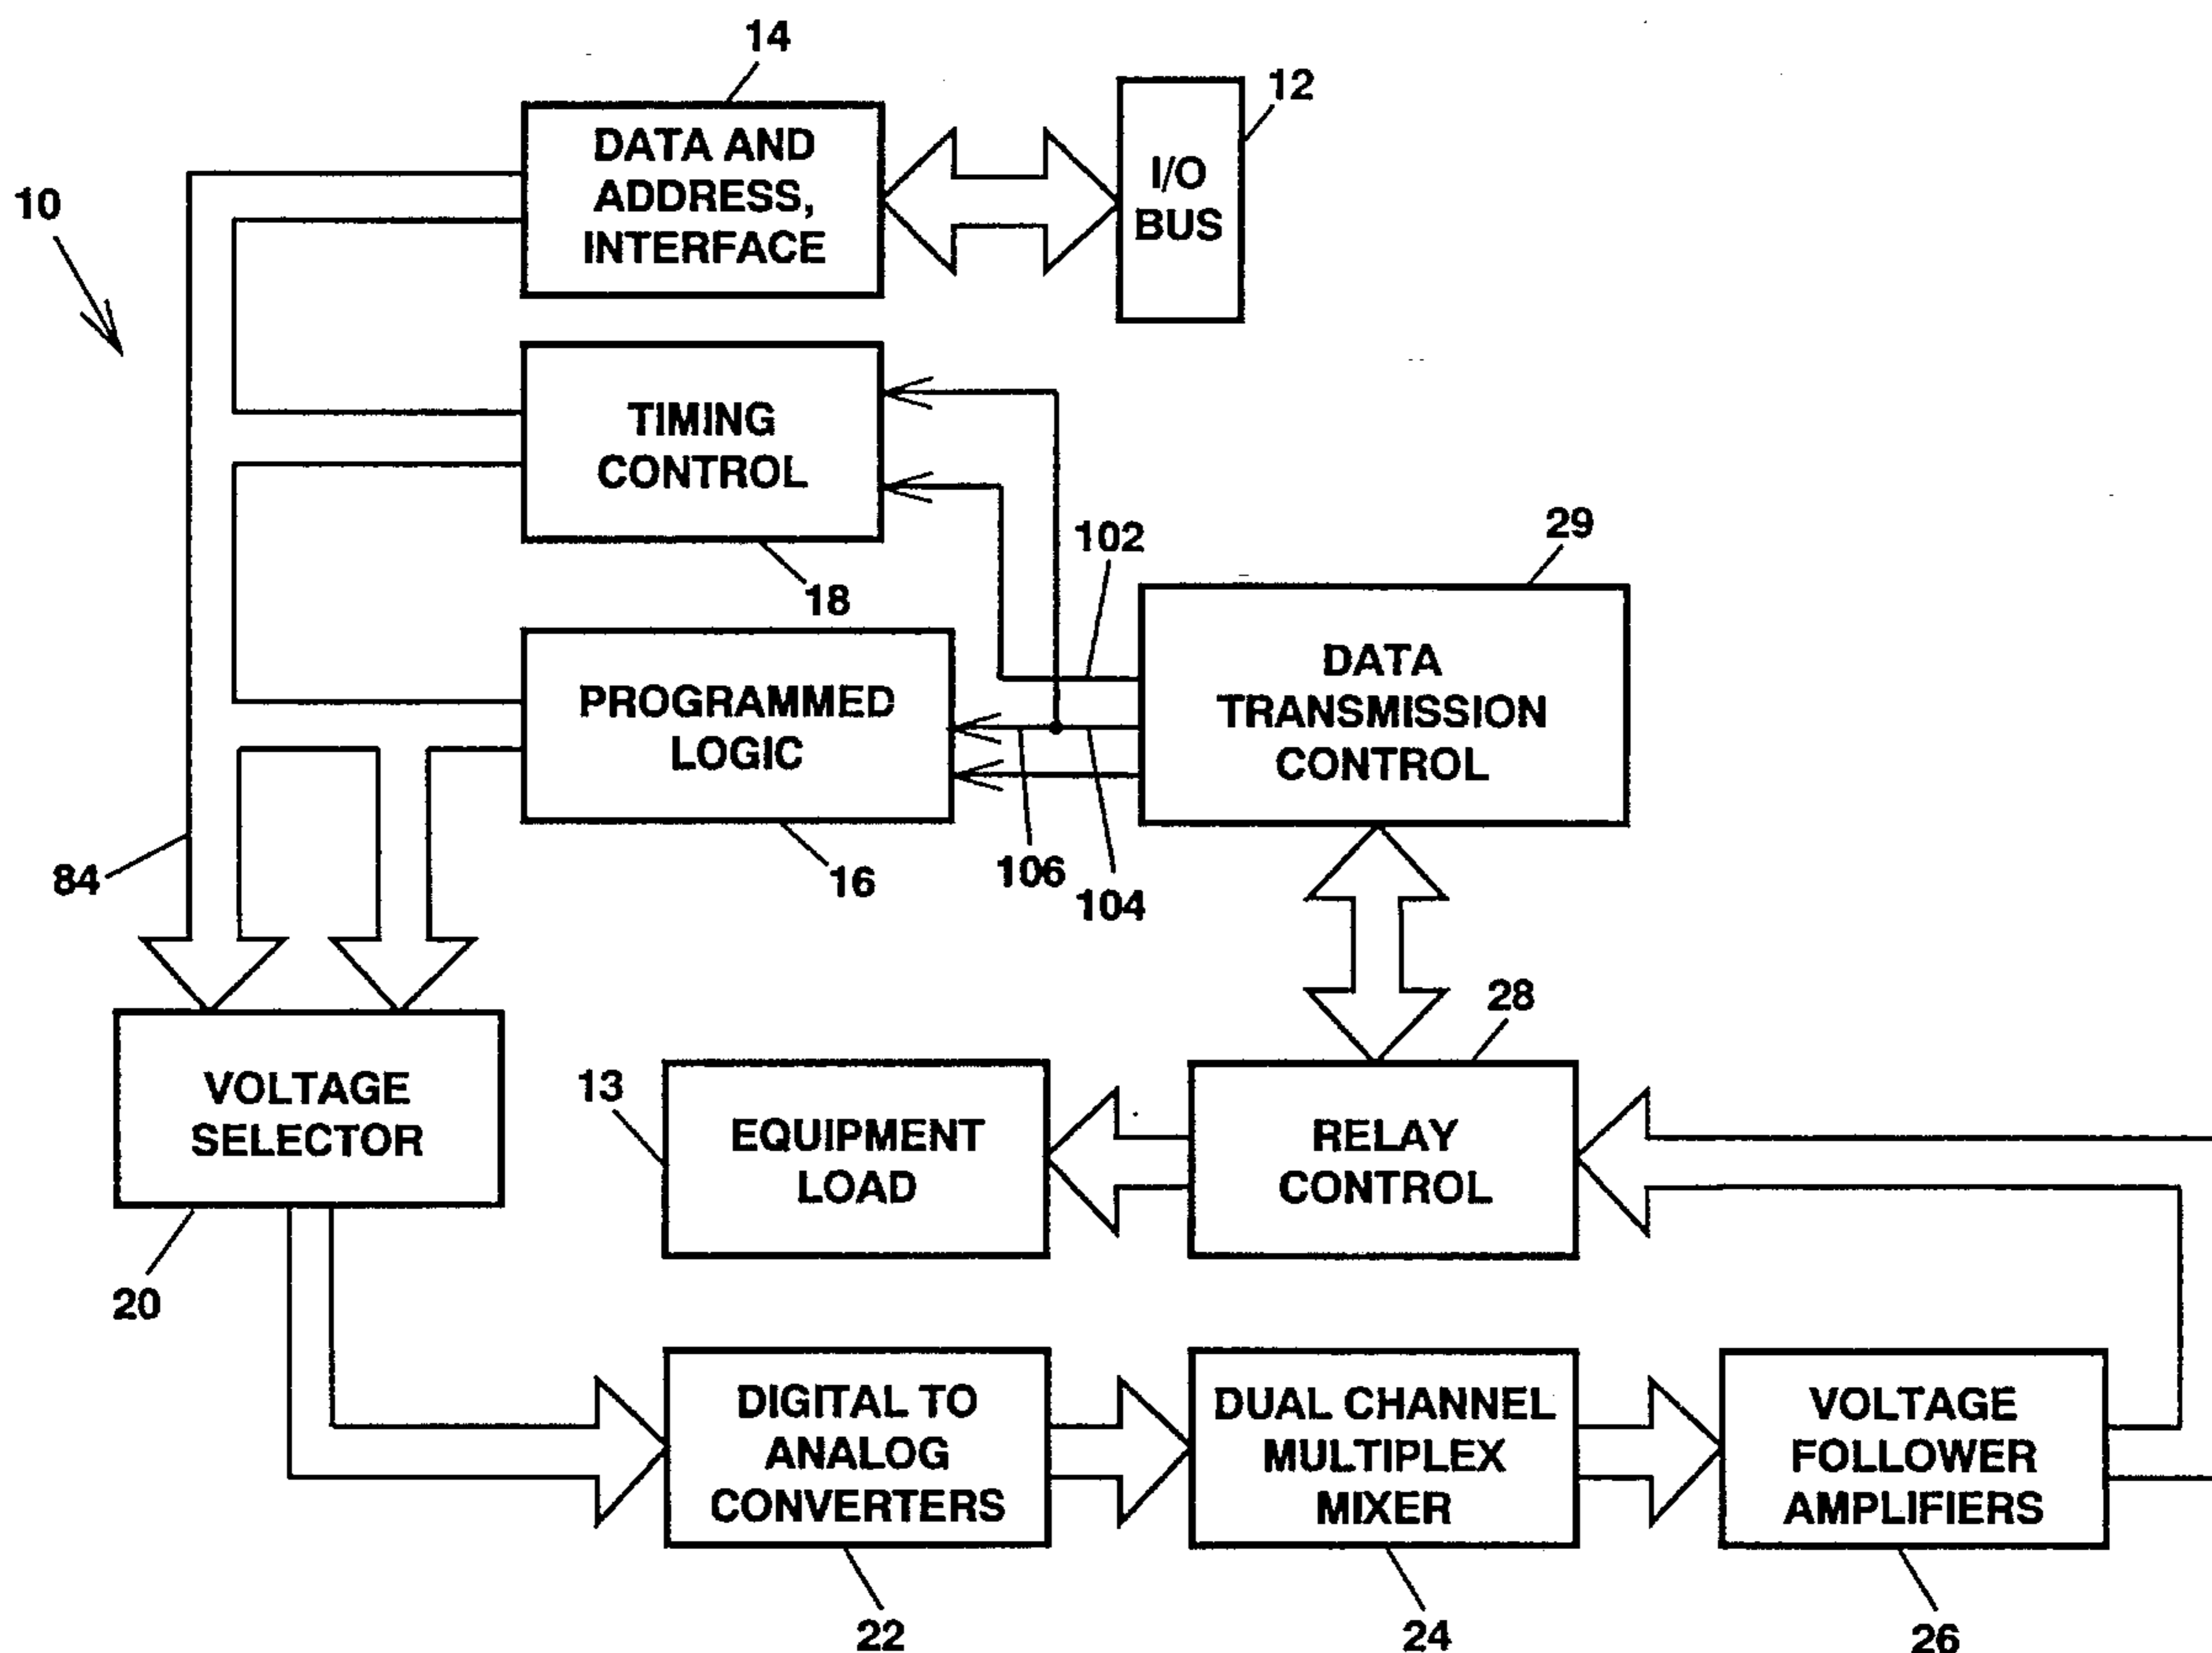 14
12
DATA AND
ADDRESS,
INTERFACE
I/O
BUS
10
TIMING
CONTROL
18
102
29
PROGRAMMED
LOGIC
DATA
TRANSMISSION
CONTROL
84
16
106
104
28
VOLTAGE
SELECTOR
13
EQUIPMENT
LOAD
RELAY
CONTROL
20
DIGITAL TO
ANALOG
CONVERTERS
DUAL CHANNEL
MULTIPLEX
MIXER
VOLTAGE
FOLLOWER
AMPLIFIERS
22
24
26